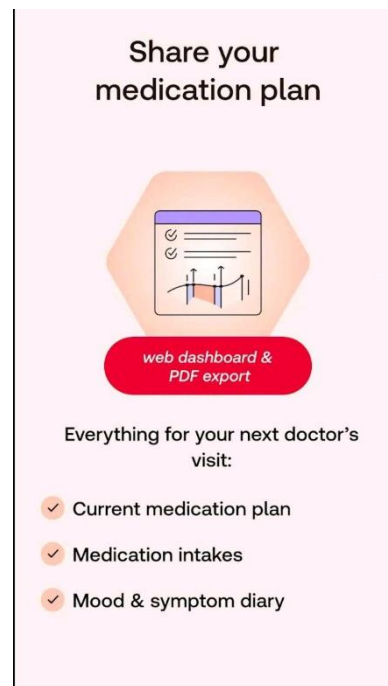 Share your
medication plan
web dashboard &
PDF export
Everything for your next doctor's
visit:
Current medication plan
Medication intakes
Mood & symptom diary